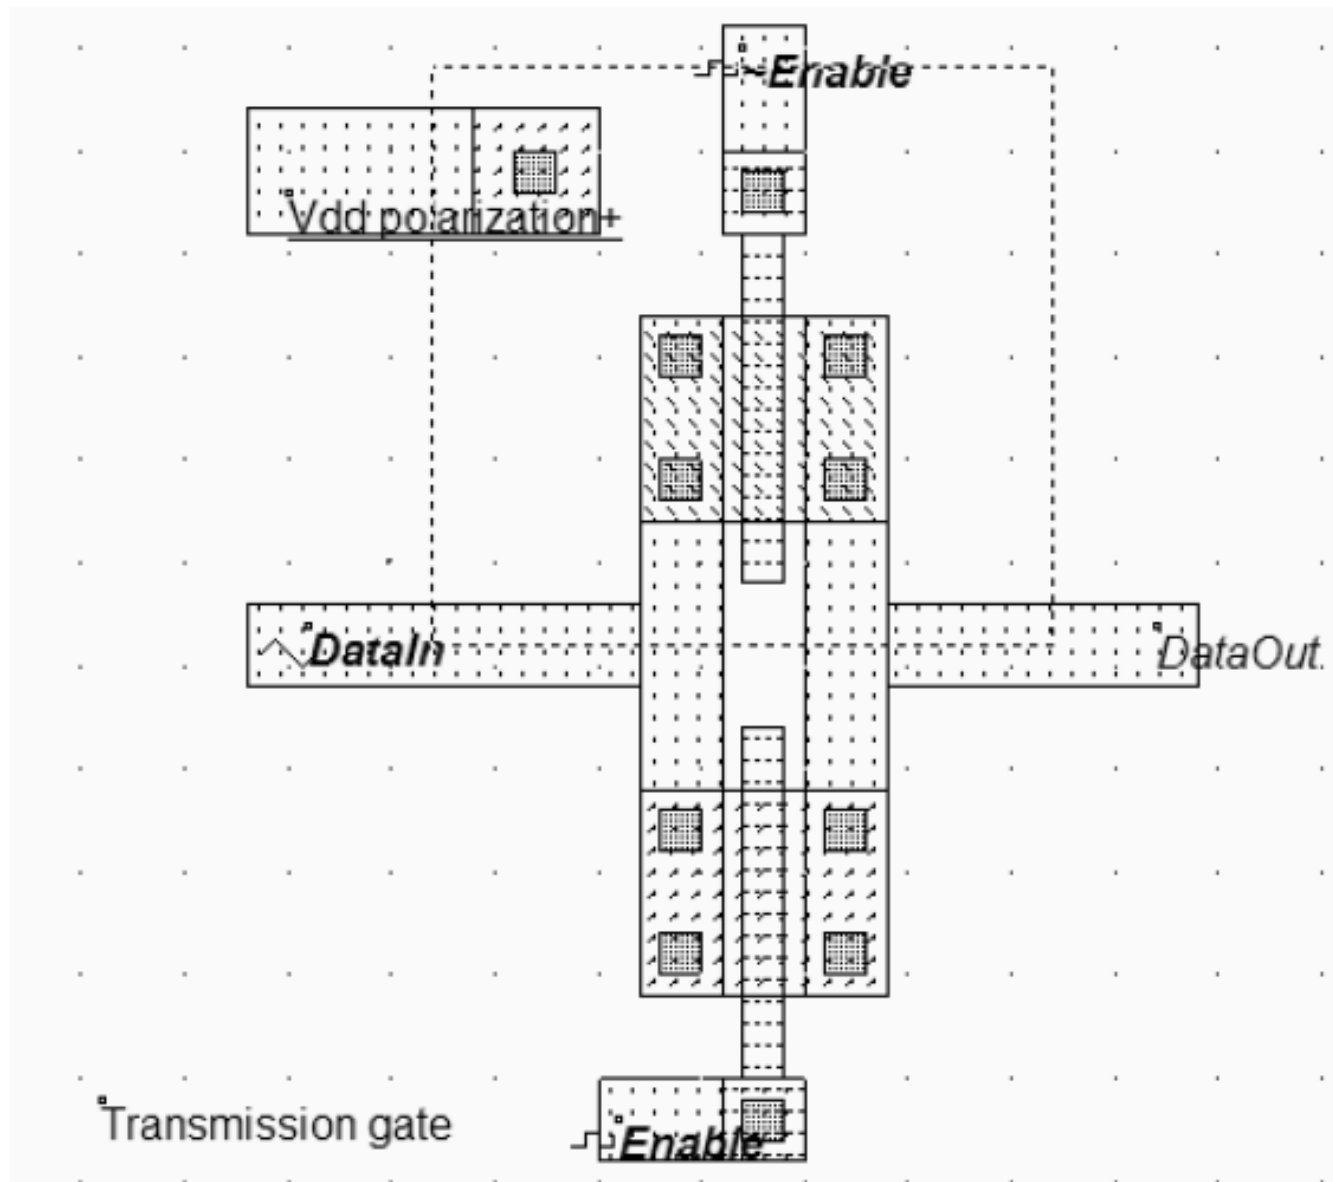 ~Enable
Vdd polarization+
DataIn
DataOut
Transmission gate
Enable